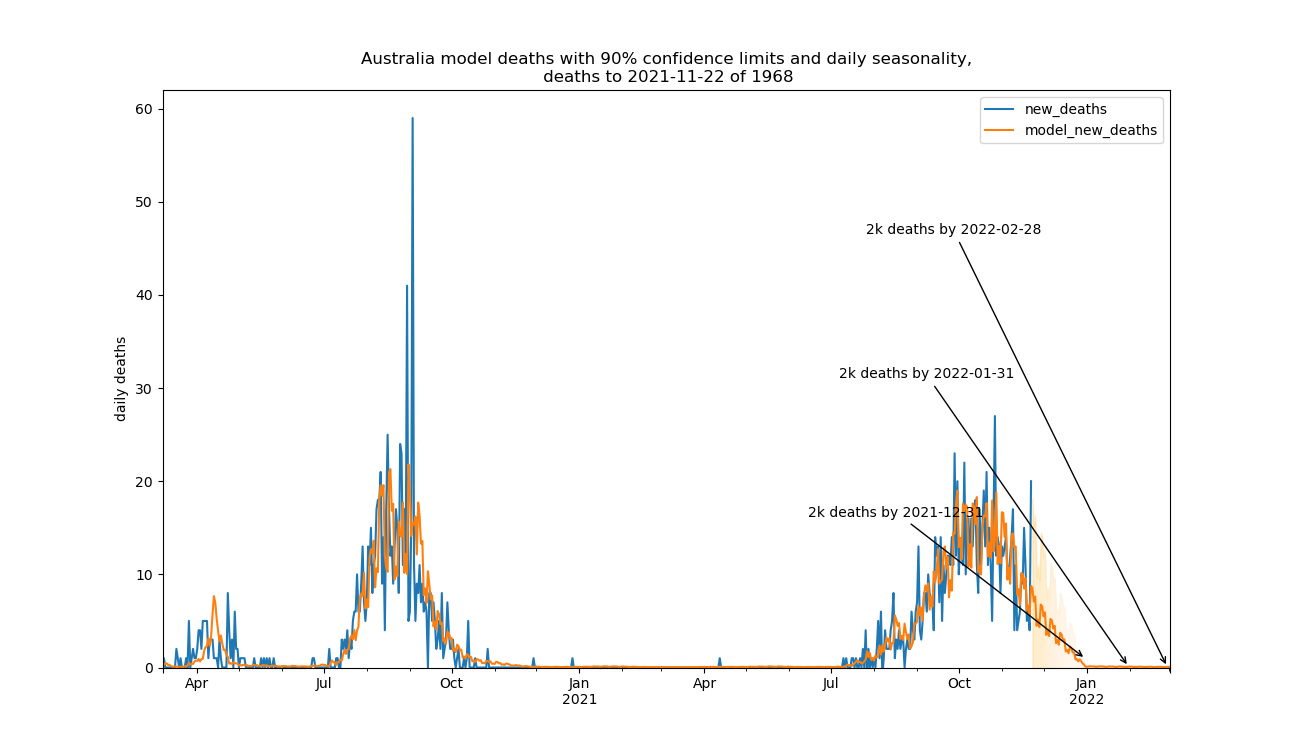 Australia model deaths with 90% confidence limits and daily seasonality,
deaths to 2021-11-22 of 1968
new_deaths
model_new_deaths
60
50
40
30
20
10
0
daily deaths
2k deaths by 2022-02-28
2k deaths by 2022-01-31
2k deaths by 2021-12-31
Apr
Jul
Oct
Jan
2021
Apr
Jul
Oct
Jan
2022